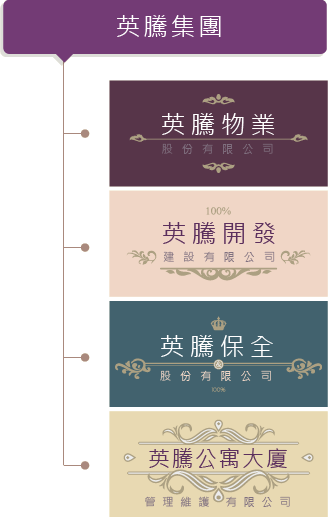 英騰集團
英騰物業
股份有限公司
100%
英騰開發
建設有限公司
英騰保全
股份有限公司
100%
英騰公寓大廈
管理維護有限公司